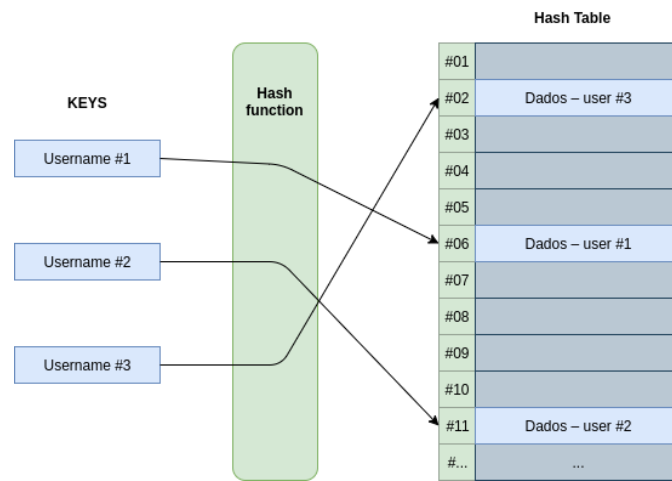 Hash Table
KEYS
Hash
function
Username #1
Username #2
Username #3
#01
#02 Dados – user #3
#03
#04
#05
#06 Dados – user #1
#07
#08
#09
#10
#11 Dados – user #2
#... ...